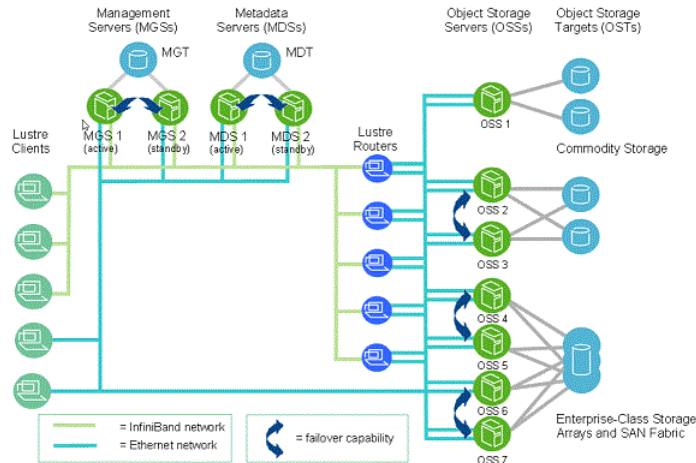 Management
Servers (MGSs)
MGT
Metadata
Servers (MDSs)
MDT
Object Storage
Servers (OSSs)
Object Storage
Targets (OSTs)
Lustre
Clients
MGS 1
(active)
MGS 2
(standby)
MDS 1
(active)
MDS 2
(standby)
Lustre
Routers
OSS 1
Commodity Storage
OSS 2
OSS 3
OSS 4
OSS 5
OSS 6
OSS 7
Enterprise-Class Storage
Arrays and SAN Fabric
= InfiniBand network
= Ethernet network
= failover capability